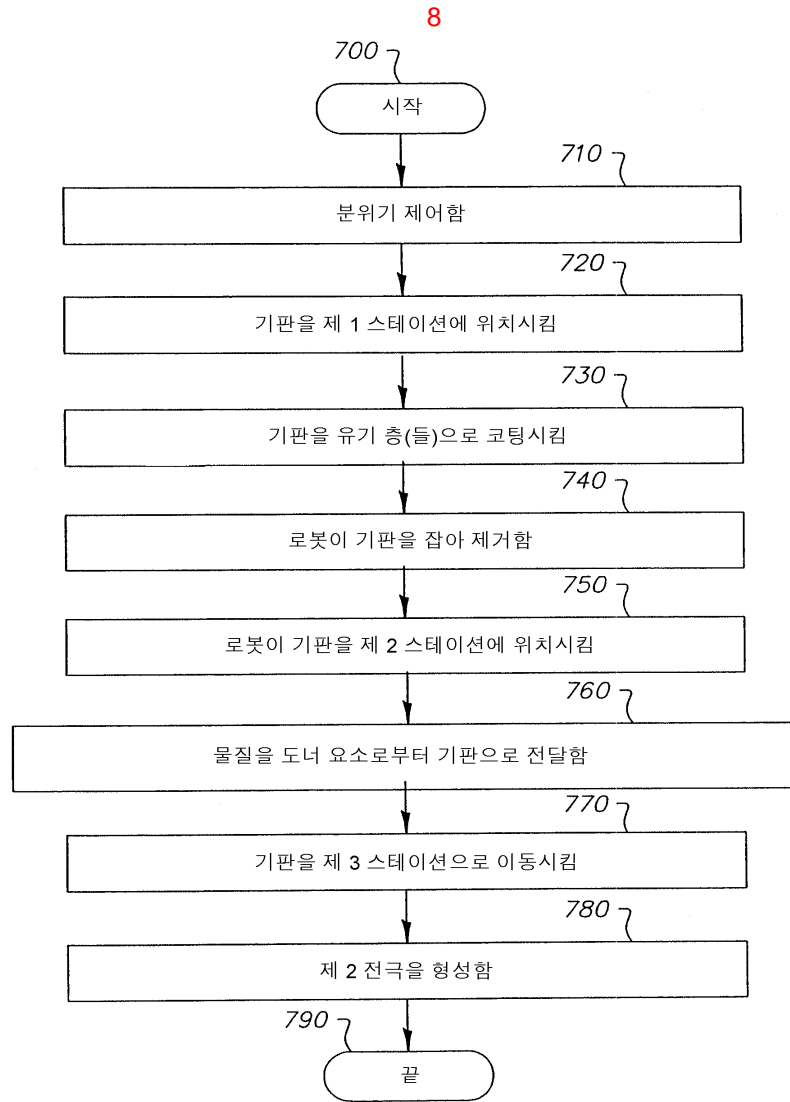 8
700
시작
710
분위기 제어함
720
기판을 제 1 스테이션에 위치시킴
730
기판을 유기 층(들)으로 코팅시킴
740
로봇이 기판을 잡아 제거함
750
로봇이 기판을 제 2 스테이션에 위치시킴
760
물질을 도너 요소로부터 기판으로 전달함
770
기판을 제 3 스테이션으로 이동시킴
780
제 2 전극을 형성함
790
끝